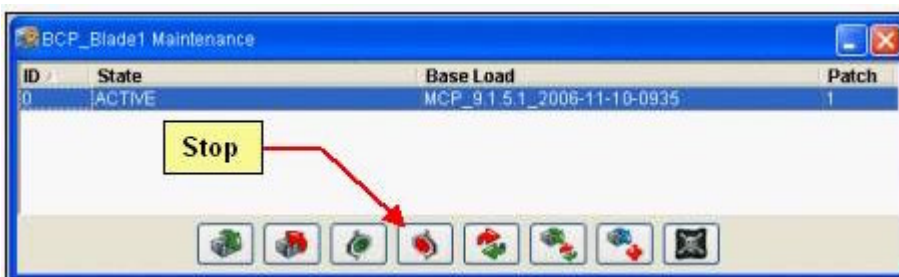 BCP_Blade1 Maintenance
ID State Base Load Patch
0 ACTIVE MCP_9.1.5.1_2006-11-10-0935 1
Stop